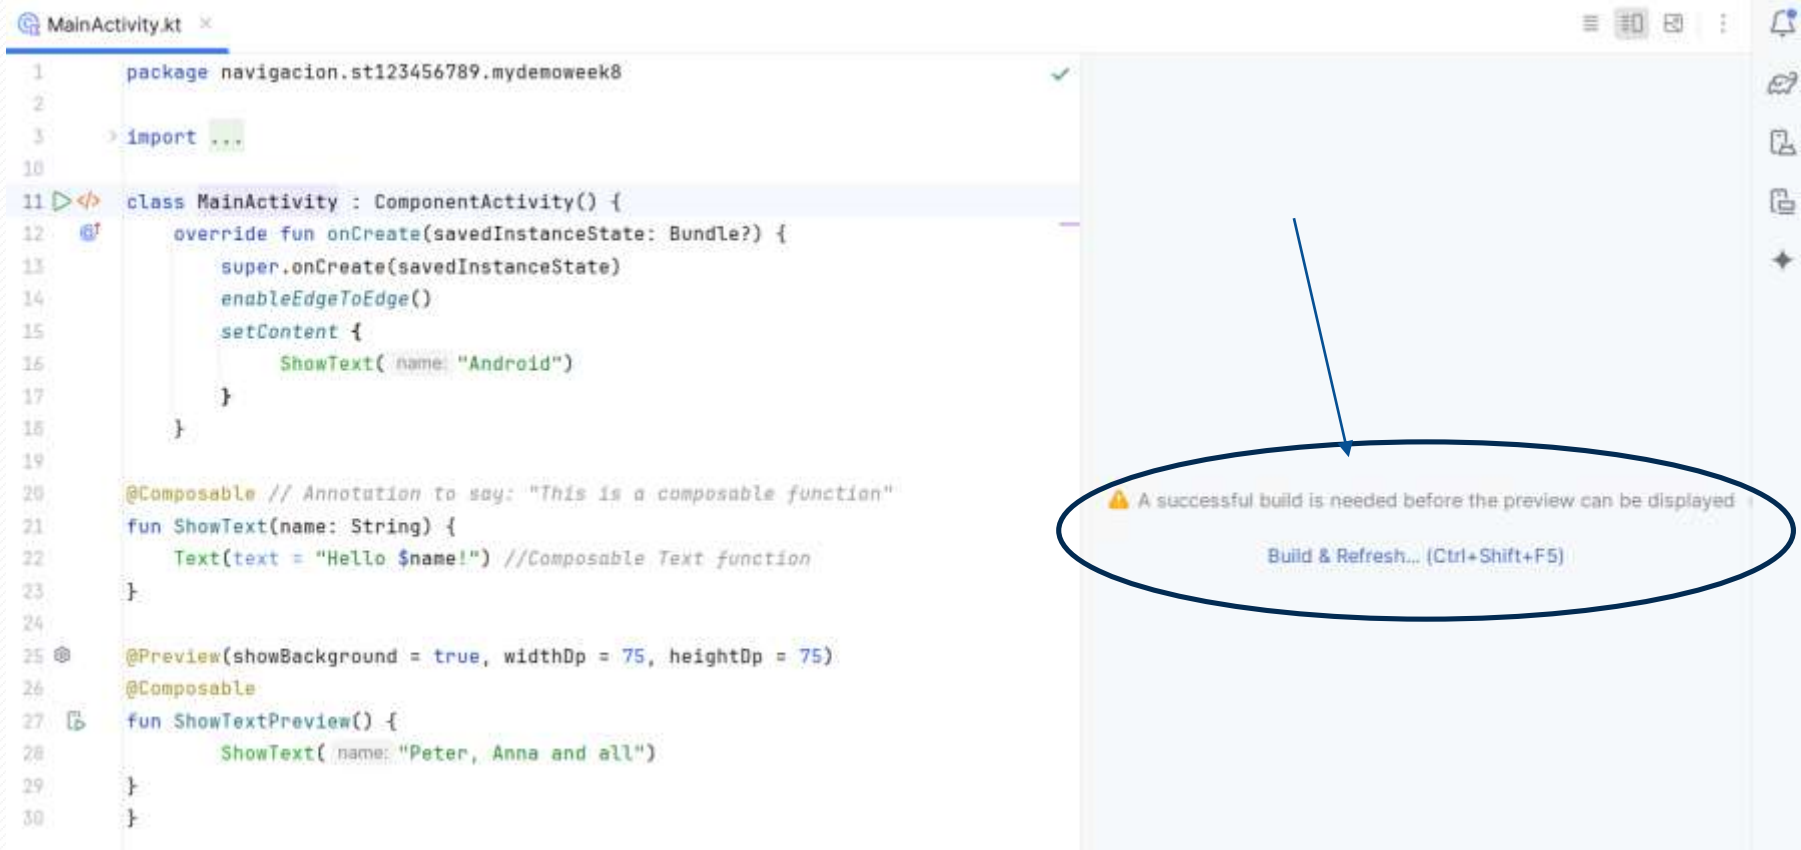 MainActivity.kt
1 package navigacion.st123456789.mydemoweek8
2
3 import ...
10
11 class MainActivity : ComponentActivity() {
12 override fun onCreate(savedInstanceState: Bundle?) {
13 super.onCreate(savedInstanceState)
14 enableEdgeToEdge()
15 setContent {
16 ShowText( name: "Android")
17 }
18 }
19
20 @Composable // Annotation to say: "This is a composable function"
21 fun ShowText(name: String) {
22 Text(text = "Hello $name!") //Composable Text function
23 }
24
25 @Preview(showBackground = true, widthDp = 75, heightDp = 75)
26 @Composable
27 fun ShowTextPreview() {
28 ShowText( name: "Peter, Anna and all")
29 }
30 }
A successful build is needed before the preview can be displayed
Build & Refresh... (Ctrl+Shift+F5)